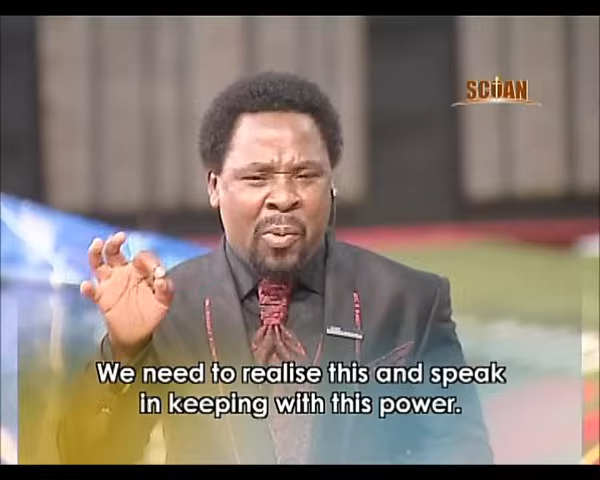 SCOAN
We need to realise this and speak
in keeping with this power.